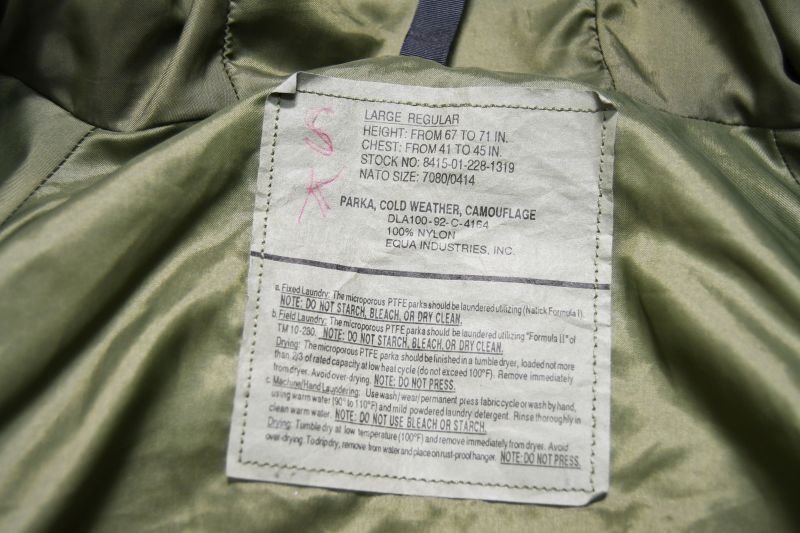 S
K
LARGE REGULAR
HEIGHT: FROM 67 TO 71 IN.
CHEST: FROM 41 TO 45 IN.
STOCK NO: 8415-01-228-1319
NATO SIZE: 7080/0414
PARKA, COLD WEATHER, CAMOUFLAGE
DLA100-92-C-4164
100% NYLON
EQUA INDUSTRIES, INC.
a. Fixed Laundry: The microporous PTFE parka should be laundered utilizing (Natick Formula I).
NOTE: DO NOT STARCH, BLEACH, OR DRY CLEAN.
b. Field Laundry: The microporous PTFE parka should be laundered utilizing "Formula II" of
TM 10-280. NOTE: DO NOT STARCH, BLEACH, OR DRY CLEAN.
Drying: The microporous PTFE parka should be finished in a tumble dryer, loaded not more
than 2/3 of rated capacity at low heat cycle (do not exceed 100°F). Remove immediately
from dryer. Avoid over-drying. NOTE: DO NOT PRESS.
c. Machine/Hand Laundering: Use wash/wear/permanent press fabric cycle or wash by hand,
using warm water (90° to 110°F) and mild powdered laundry detergent. Rinse thoroughly in
clean warm water. NOTE: DO NOT USE BLEACH OR STARCH.
Drying: Tumble dry at low temperature (100°F) and remove immediately from dryer. Avoid
over-drying. To drip dry, remove from water and place on rust-proof hanger. NOTE: DO NOT PRESS.